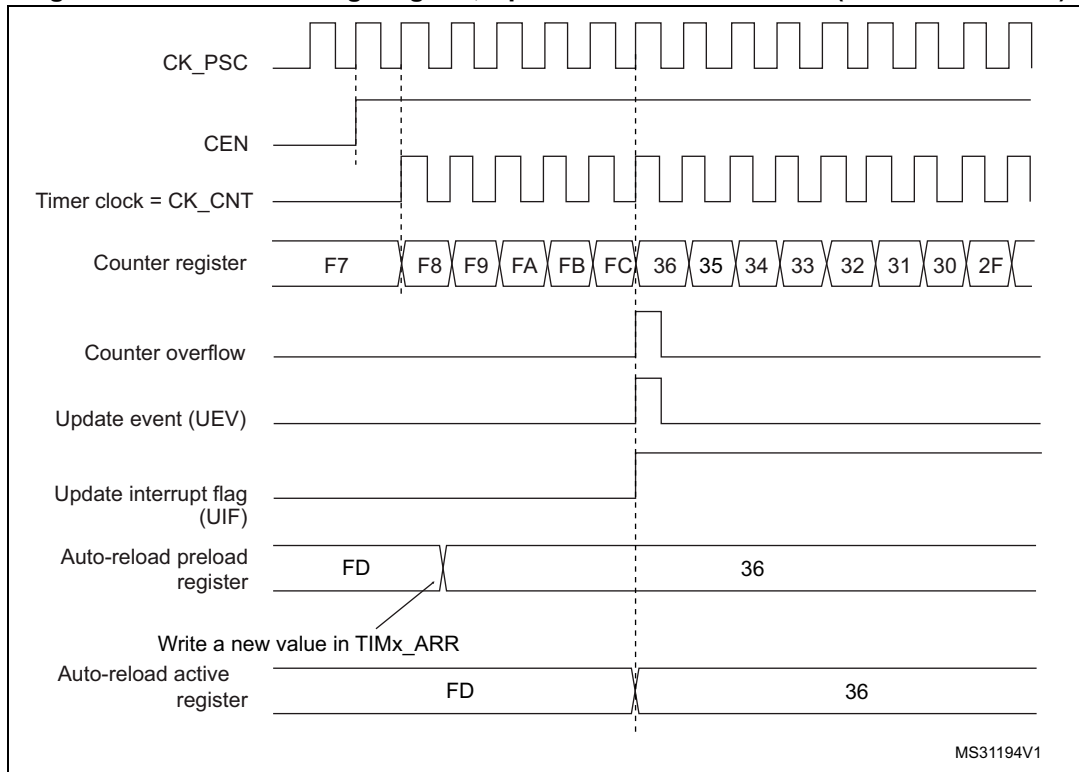 CK_PSC
CEN
Timer clock = CK_CNT
Counter register F7 F8 F9 FA FB FC 36 35 34 33 32 31 30 2F
Counter overflow
Update event (UEV)
Update interrupt flag
(UIF)
Auto-reload preload
register
FD 36
Write a new value in TIMx_ARR
Auto-reload active
register
FD 36
MS31194V1